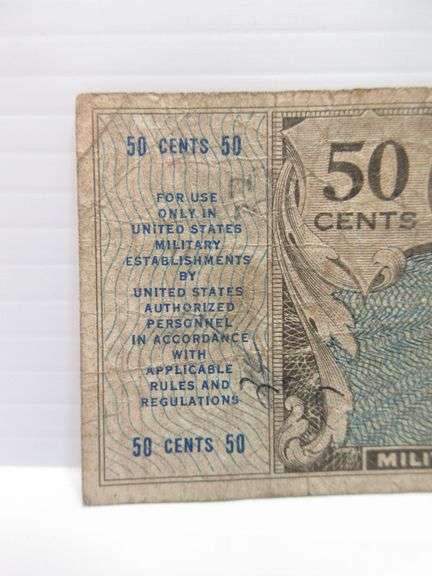 50 CENTS 50
FOR USE
ONLY IN
UNITED STATES
MILITARY
ESTABLISHMENTS
BY
UNITED STATES
AUTHORIZED
PERSONNEL
IN ACCORDANCE
WITH
APPLICABLE
RULES AND
REGULATIONS
50 CENTS 50
50
CENTS
MILI